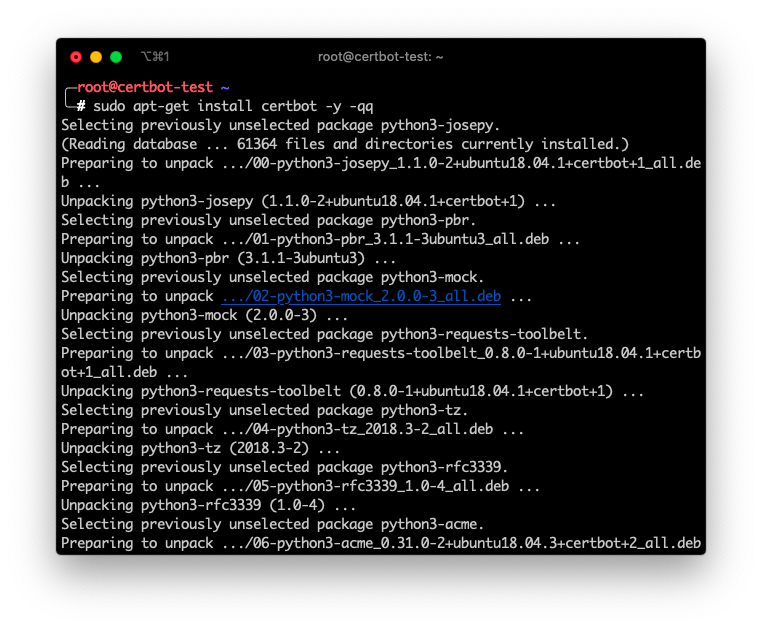 ⌥⌘1
root@certbot-test: ~
root@certbot-test ~
# sudo apt-get install certbot -y -qq
Selecting previously unselected package python3-josepy.
(Reading database ... 61364 files and directories currently installed.)
Preparing to unpack .../00-python3-josepy_1.1.0-2+ubuntu18.04.1+certbot+1_all.de
b ...
Unpacking python3-josepy (1.1.0-2+ubuntu18.04.1+certbot+1) ...
Selecting previously unselected package python3-pbr.
Preparing to unpack .../01-python3-pbr_3.1.1-3ubuntu3_all.deb ...
Unpacking python3-pbr (3.1.1-3ubuntu3) ...
Selecting previously unselected package python3-mock.
Preparing to unpack .../02-python3-mock_2.0.0-3_all.deb ...
Unpacking python3-mock (2.0.0-3) ...
Selecting previously unselected package python3-requests-toolbelt.
Preparing to unpack .../03-python3-requests-toolbelt_0.8.0-1+ubuntu18.04.1+certb
ot+1_all.deb ...
Unpacking python3-requests-toolbelt (0.8.0-1+ubuntu18.04.1+certbot+1) ...
Selecting previously unselected package python3-tz.
Preparing to unpack .../04-python3-tz_2018.3-2_all.deb ...
Unpacking python3-tz (2018.3-2) ...
Selecting previously unselected package python3-rfc3339.
Preparing to unpack .../05-python3-rfc3339_1.0-4_all.deb ...
Unpacking python3-rfc3339 (1.0-4) ...
Selecting previously unselected package python3-acme.
Preparing to unpack .../06-python3-acme_0.31.0-2+ubuntu18.04.3+certbot+2_all.deb